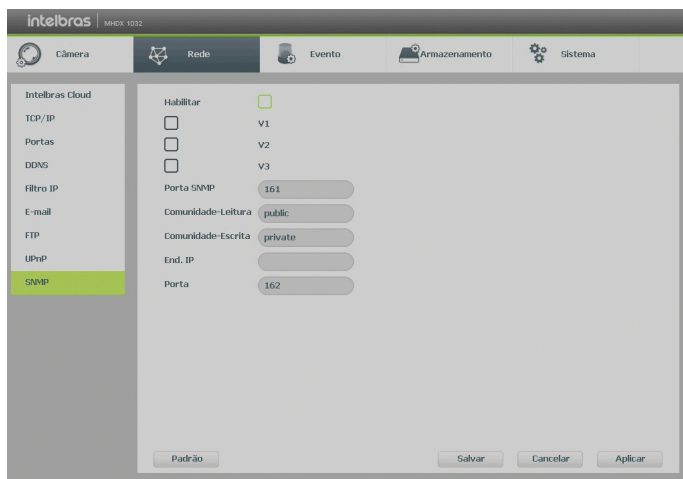 intelbras MHDX 1032
Câmera Rede Evento Armazenamento Sistema
Intelbras Cloud
TCP/IP
Portas
DDNS
Filtro IP
E-mail
FTP
UPnP
SNMP
Habilitar
V1
V2
V3
Porta SNMP 161
Comunidade-Leitura public
Comunidade-Escrita private
End. IP
Porta 162
Padrão Salvar Cancelar Aplicar